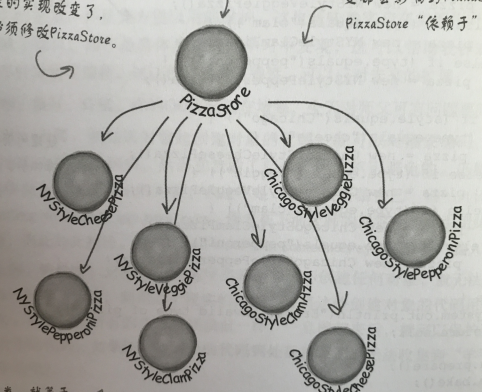 的实现改变了，
须修改PizzaStore。
PizzaStore“依赖于”
PizzaStore
NYStyleCheesePizza
ChicagoStyleVeggiePizza
ChicagoStylePepperoniPizza
NYStyleVeggiePizza
NYStylePepperoniPizza
ChicagoStyleClamPizza
NYStyleClamPizza
ChicagoStyleCheesePizza